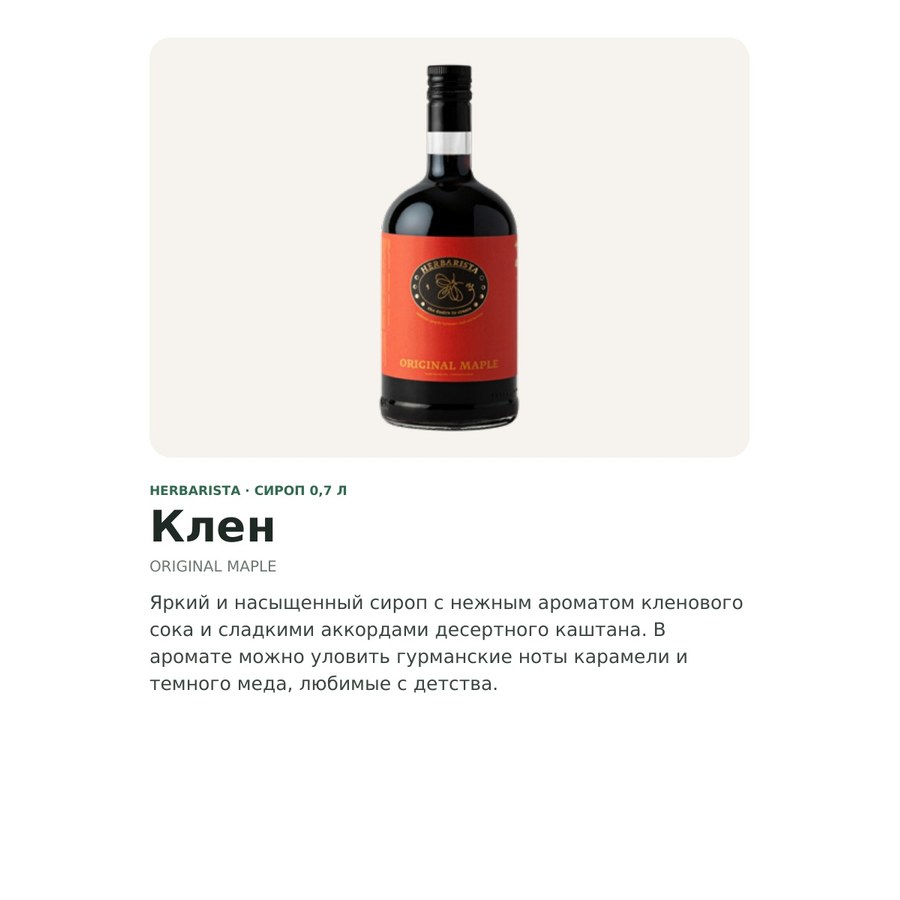 HERBARISTA
ORIGINAL MAPLE
HERBARISTA · СИРОП 0,7 Л
Клен
ORIGINAL MAPLE
Яркий и насыщенный сироп с нежным ароматом кленового
сока и сладкими аккордами десертного каштана. В
аромате можно уловить гурманские ноты карамели и
темного меда, любимые с детства.